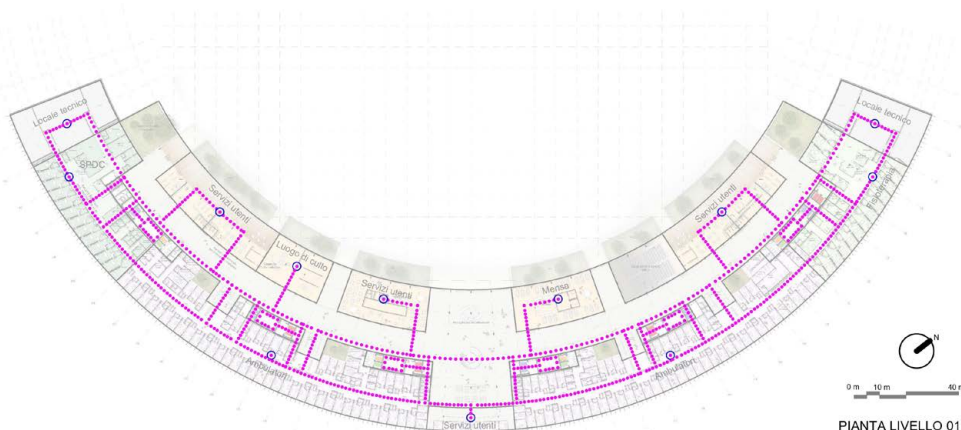 Locale tecnico
Locale tecnico
SPDC
Fisioterapia
Servizi utenti
Servizi utenti
Luogo di culto
Servizi utenti
Mensa
Ambulatori
Ambulatori
Servizi utenti
N
0 m 10 m 40 m
PIANTA LIVELLO 01